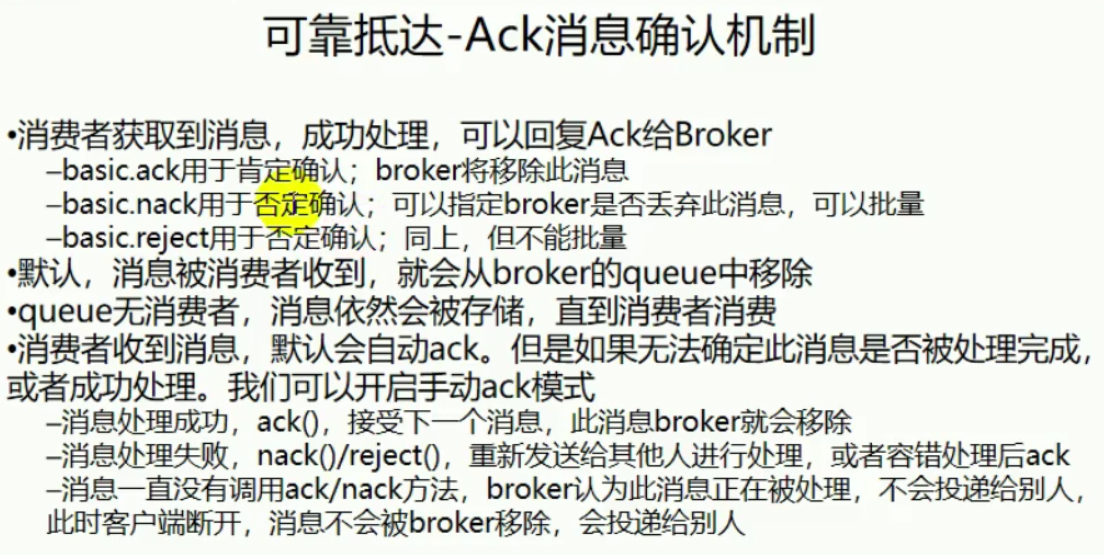 可靠抵达-Ack消息确认机制
•消费者获取到消息，成功处理，可以回复Ack给Broker
–basic.ack用于肯定确认；broker将移除此消息
–basic.nack用于否定确认；可以指定broker是否丢弃此消息，可以批量
–basic.reject用于否定确认；同上，但不能批量
•默认，消息被消费者收到，就会从broker的queue中移除
•queue无消费者，消息依然会被存储，直到消费者消费
•消费者收到消息，默认会自动ack。但是如果无法确定此消息是否被处理完成，
或者成功处理。我们可以开启手动ack模式
–消息处理成功，ack()，接受下一个消息，此消息broker就会移除
–消息处理失败，nack()/reject()，重新发送给其他人进行处理，或者容错处理后ack
–消息一直没有调用ack/nack方法，broker认为此消息正在被处理，不会投递给别人，
此时客户端断开，消息不会被broker移除，会投递给别人